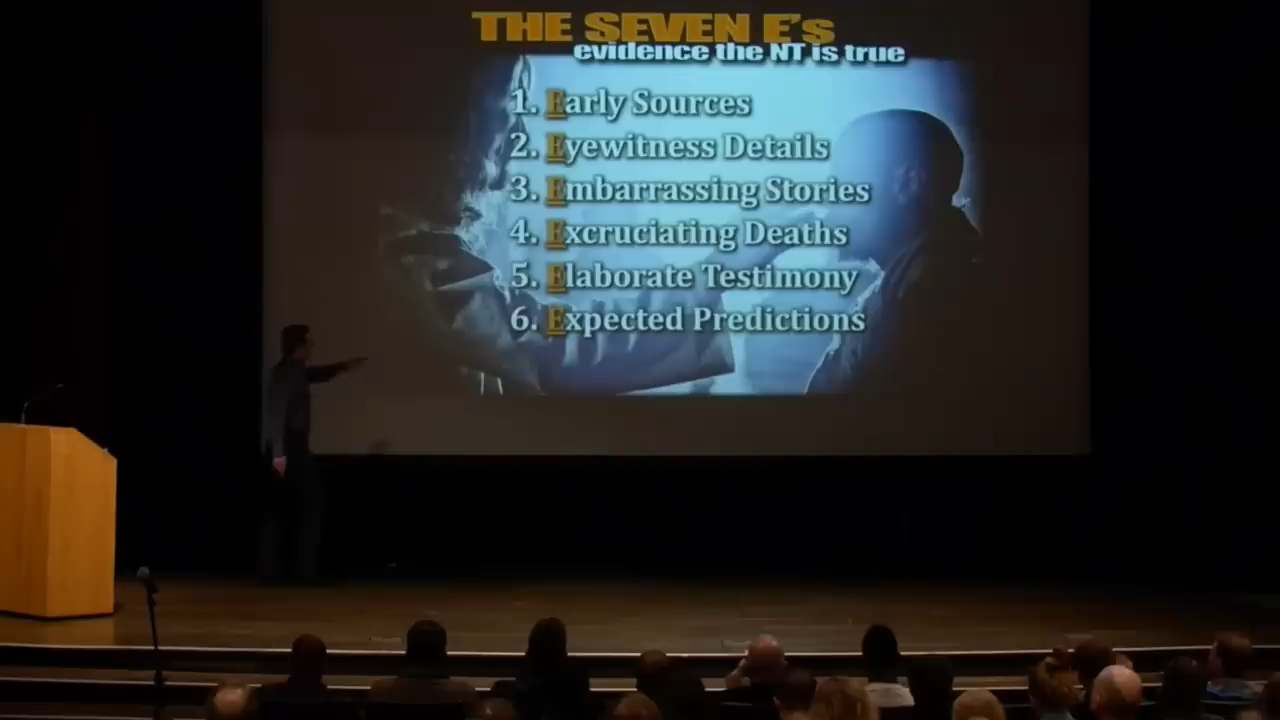 THE SEVEN E's
evidence the NT is true
1. Early Sources
2. Eyewitness Details
3. Embarrassing Stories
4. Excruciating Deaths
5. Elaborate Testimony
6. Expected Predictions